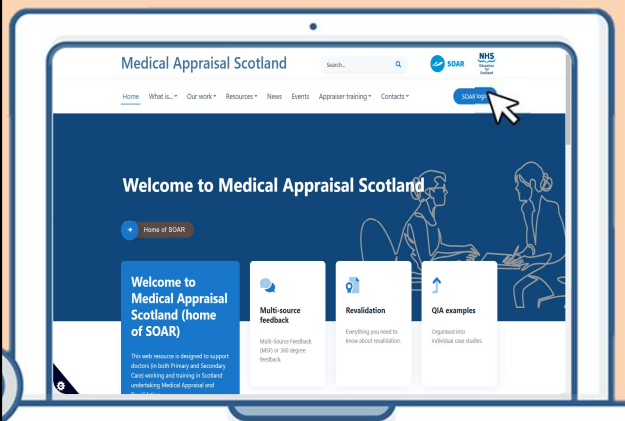 Medical Appraisal Scotland
Search...
SOAR
NHS
Education
for
Scotland
Home What is... Our work Resources News Events Appraiser training Contacts
SOAR login
Welcome to Medical Appraisal Scotland
Home of SOAR
Welcome to
Medical Appraisal
Scotland (home
of SOAR)
This web resource is designed to support
doctors (in both Primary and Secondary
Care) working and training in Scotland
undertaking Medical Appraisal and
Multi-source
feedback
Multi-Source Feedback
(MSF) or 360 degree
feedback.
Revalidation
Everything you need to
know about revalidation.
QIA examples
Organised into
individual case studies.